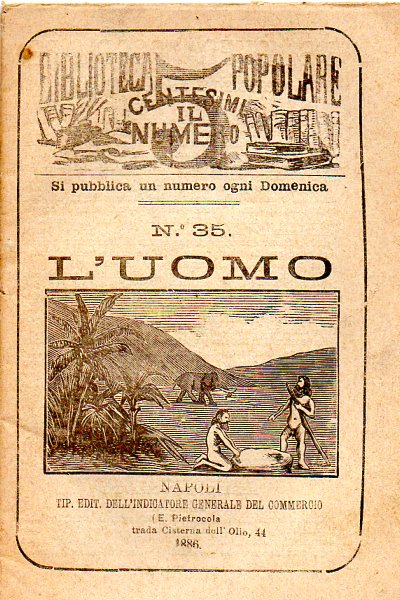 BIBLIOTECA POPOLARE
5
CENTESIMI
IL
NUMERO
Si pubblica un numero ogni Domenica
N.° 35.
L'UOMO
NAPOLI
TIP. EDIT. DELL'INDICATORE GENERALE DEL COMMERCIO
(E. Pietrocola
trada Cisterna dell' Olio, 44
1886.